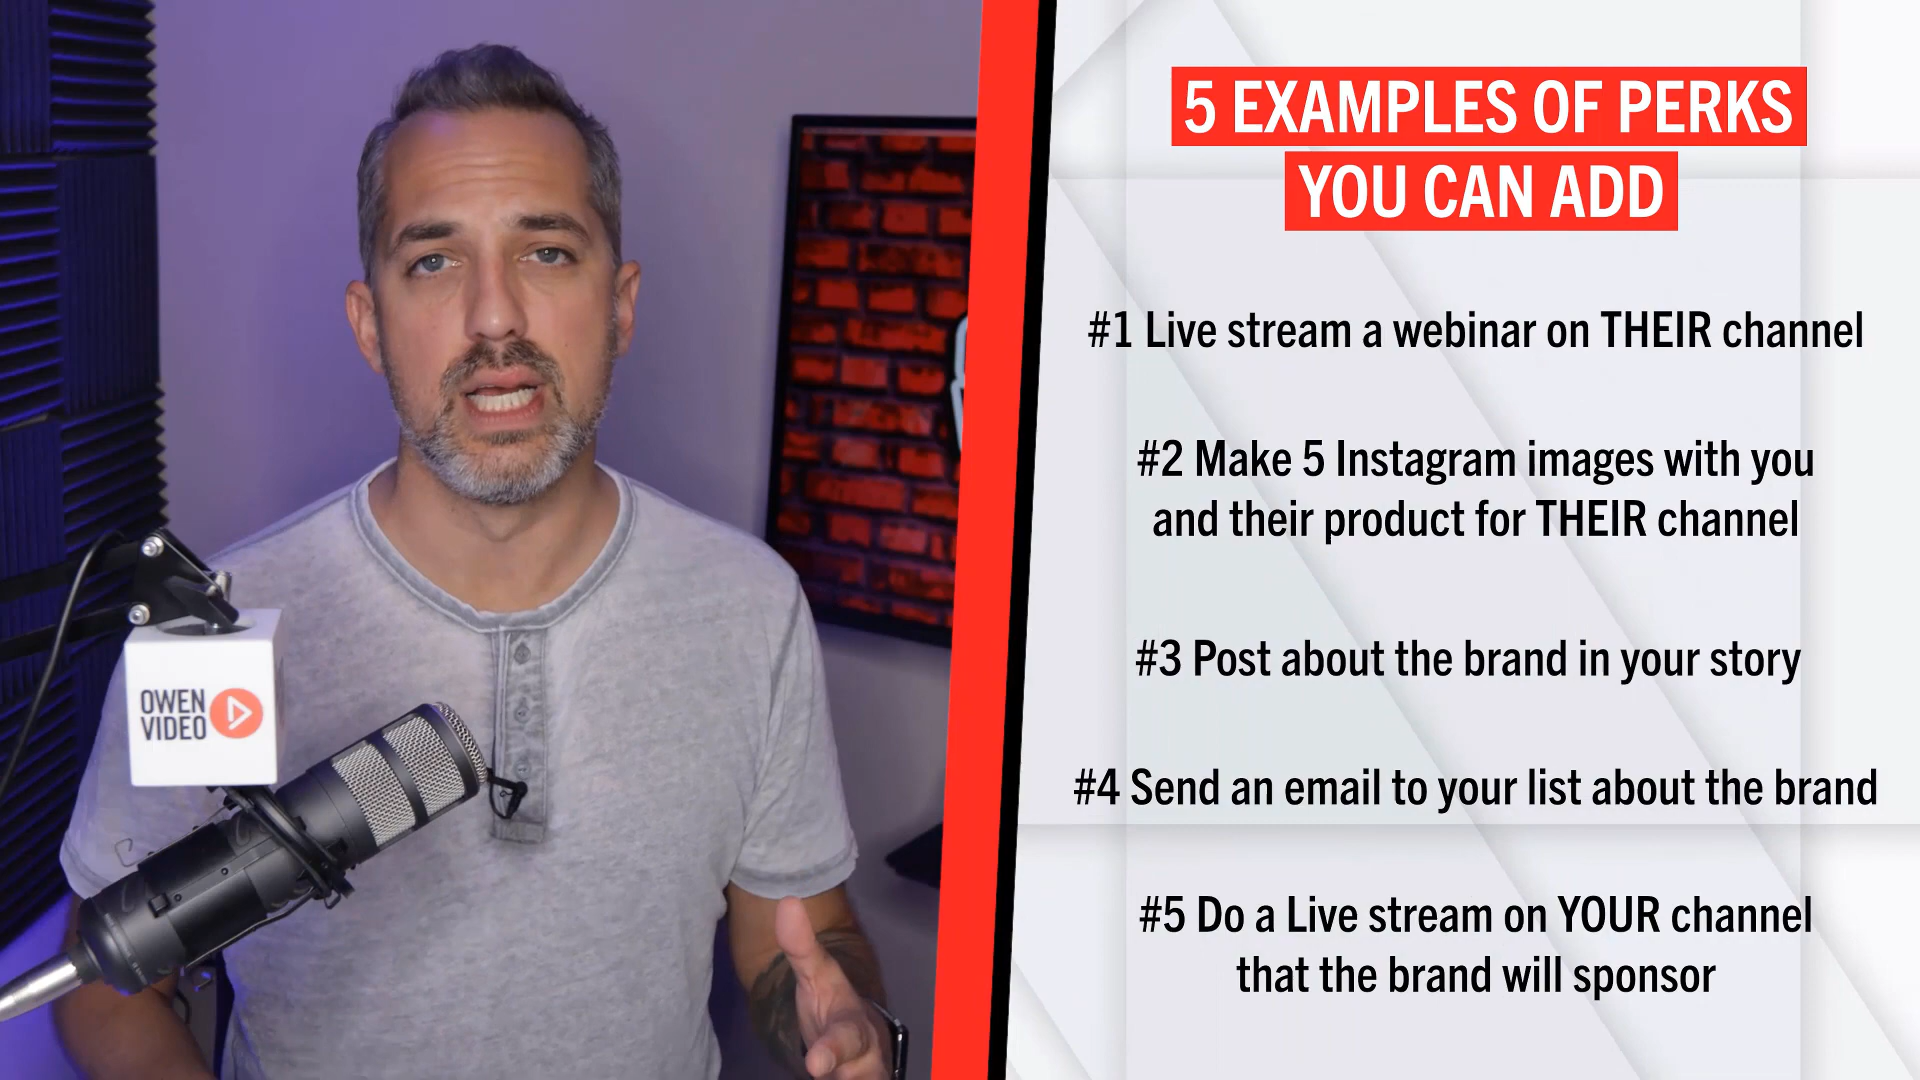 5 EXAMPLES OF PERKS
YOU CAN ADD
#1 Live stream a webinar on THEIR channel
#2 Make 5 Instagram images with you
and their product for THEIR channel
#3 Post about the brand in your story
#4 Send an email to your list about the brand
#5 Do a Live stream on YOUR channel
that the brand will sponsor
OWEN
VIDEO